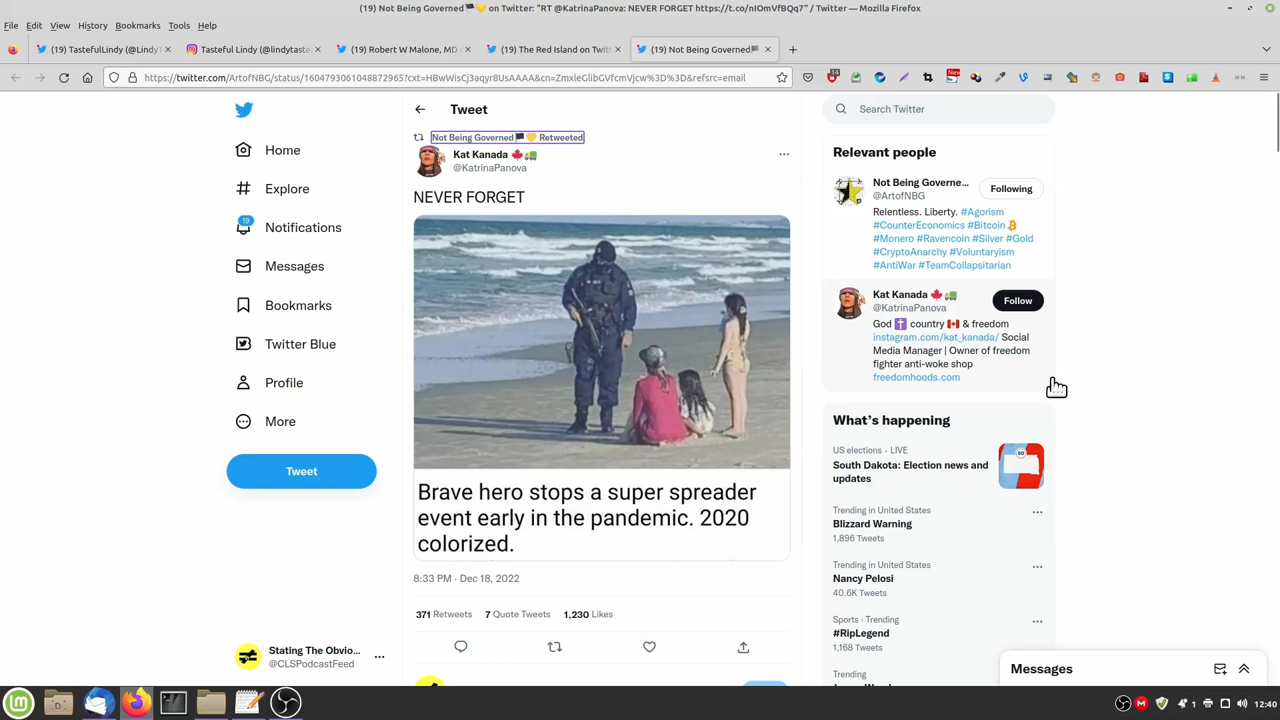 (19) Not Being Governed🏴💛 on Twitter: "RT @KatrinaPanova: NEVER FORGET https://t.co/nIOmVfBQq7" / Twitter — Mozilla Firefox
File Edit View History Bookmarks Tools Help
(19) TastefulLindy (@LindyT
Tasteful Lindy (@lindytaste
(19) Robert W Malone, MD
(19) The Red Island on Twitt
(19) Not Being Governed🏴
https://twitter.com/ArtofNBG/status/1604793061048872965?cxt=HBwWisCj3aqyr8UsAAAA&cn=ZmxleGlibGVfcmVjcw%3D%3D&refsrc=email
14
New
Home
Explore
19
Notifications
Messages
Bookmarks
Twitter Blue
Profile
More
Tweet
Stating The Obvio...
@CLSPodcastFeed
Tweet
Not Being Governed🏴💛 Retweeted
Kat Kanada 🍁🚛
@KatrinaPanova
NEVER FORGET
Brave hero stops a super spreader
event early in the pandemic. 2020
colorized.
8:33 PM · Dec 18, 2022
371 Retweets 7 Quote Tweets 1,230 Likes
Search Twitter
Relevant people
Not Being Governe...
@ArtofNBG
Following
Relentless. Liberty. #Agorism
#CounterEconomics #Bitcoin
#Monero #Ravencoin #Silver #Gold
#CryptoAnarchy #Voluntaryism
#AntiWar #TeamCollapsitarian
Kat Kanada 🍁🚛
@KatrinaPanova
Follow
God ✝️ country 🇨🇦 & freedom
instagram.com/kat_kanada/ Social
Media Manager | Owner of freedom
fighter anti-woke shop
freedomhoods.com
What's happening
US elections · LIVE
South Dakota: Election news and
updates
Trending in United States
Blizzard Warning
1,896 Tweets
Trending in United States
Nancy Pelosi
40.6K Tweets
Sports · Trending
#RipLegend
1,168 Tweets
Trending
Messages
1
12:40